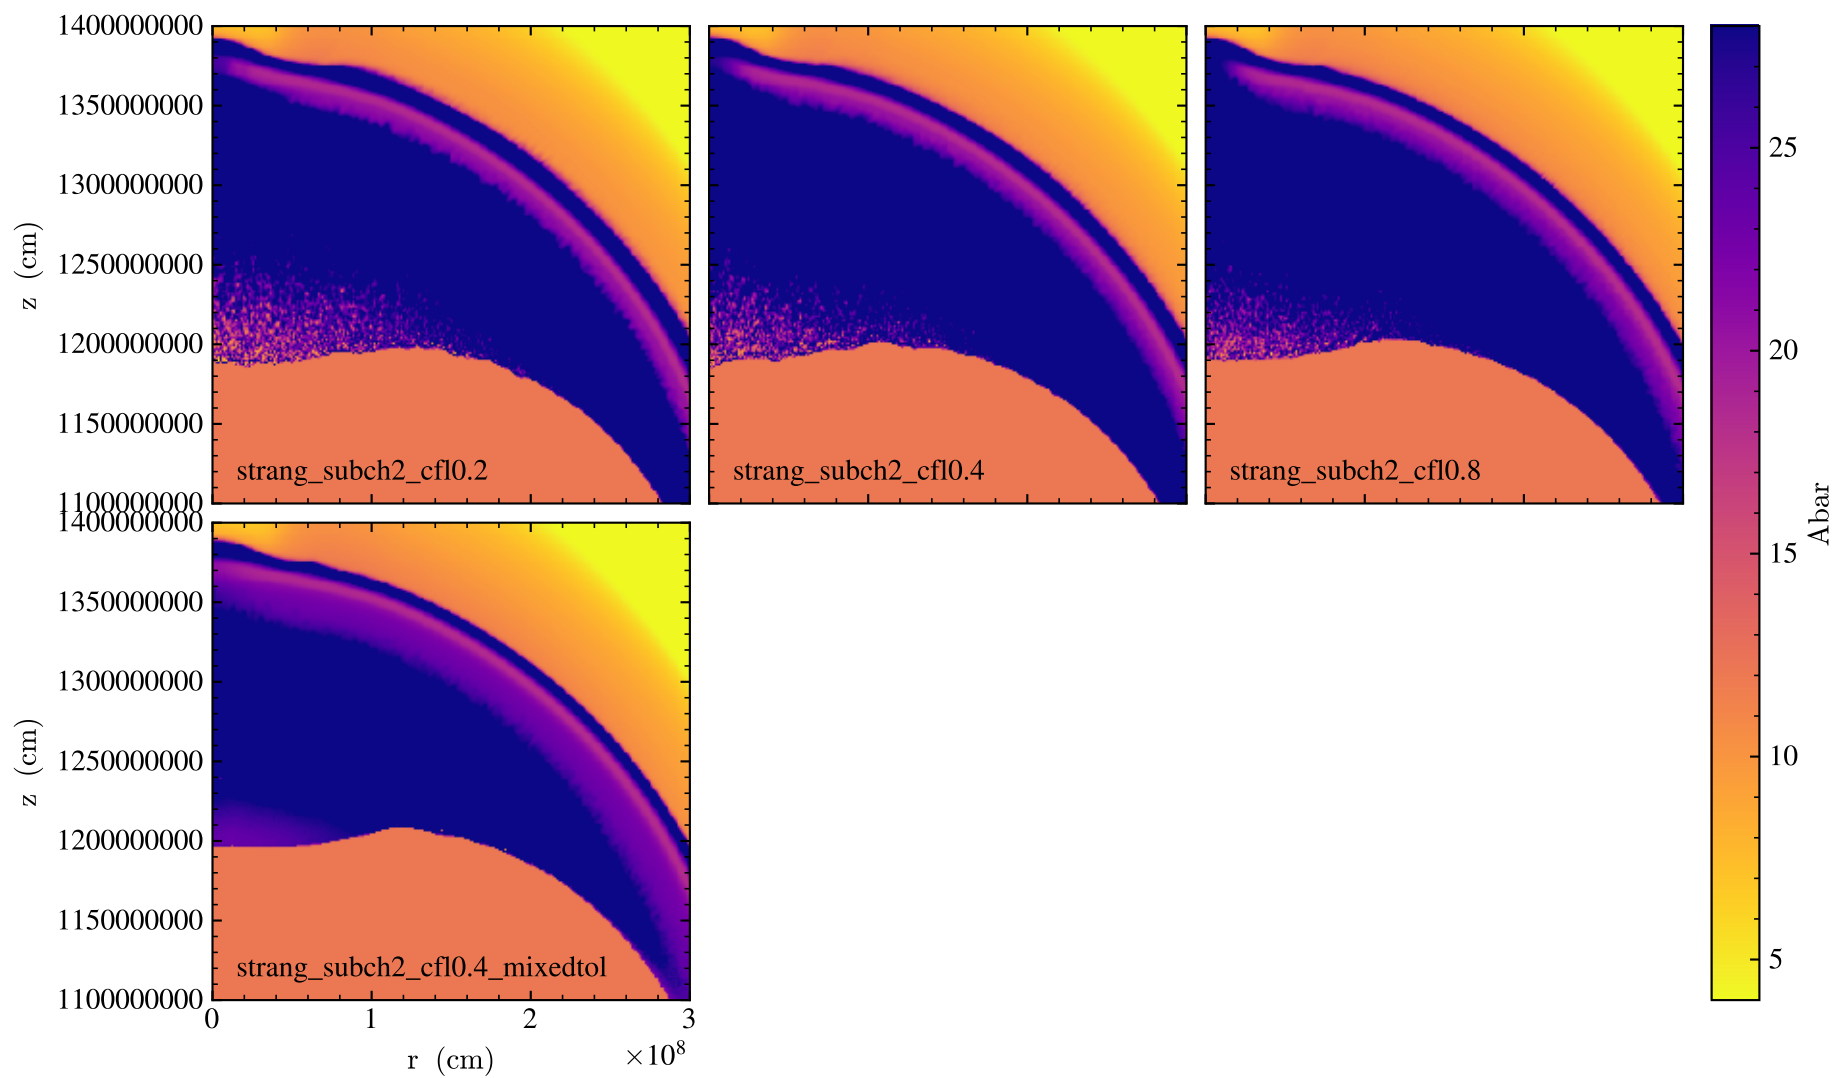 1400000000
1350000000
1300000000
1250000000
1200000000
1150000000
1100000000
z (cm)
strang_subch2_cfl0.2
strang_subch2_cfl0.4
strang_subch2_cfl0.8
1400000000
1350000000
1300000000
1250000000
1200000000
1150000000
1100000000
z (cm)
strang_subch2_cfl0.4_mixedtol
0 1 2 3
r (cm)
×10⁸
25
20
15
10
5
Abar